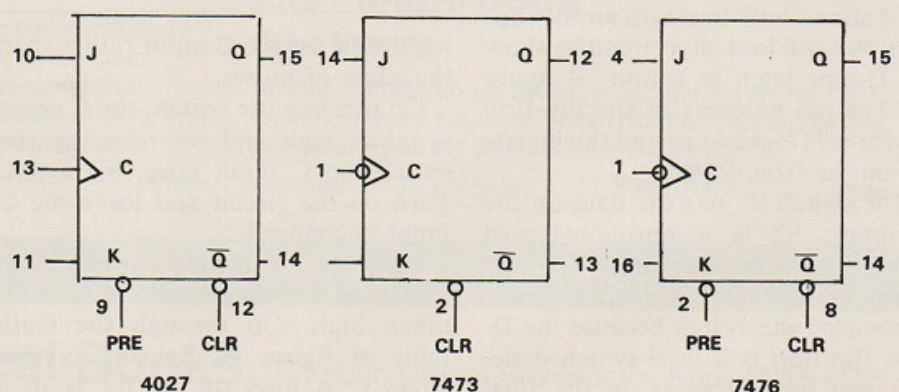 10 J Q 15
13 C
11 K Q̅ 14
9 12
PRE CLR
4027
14 J Q 12
1 C
K Q̅ 13
2
CLR
7473
4 J Q 15
1 C
16 K Q̅ 14
2 8
PRE CLR
7476